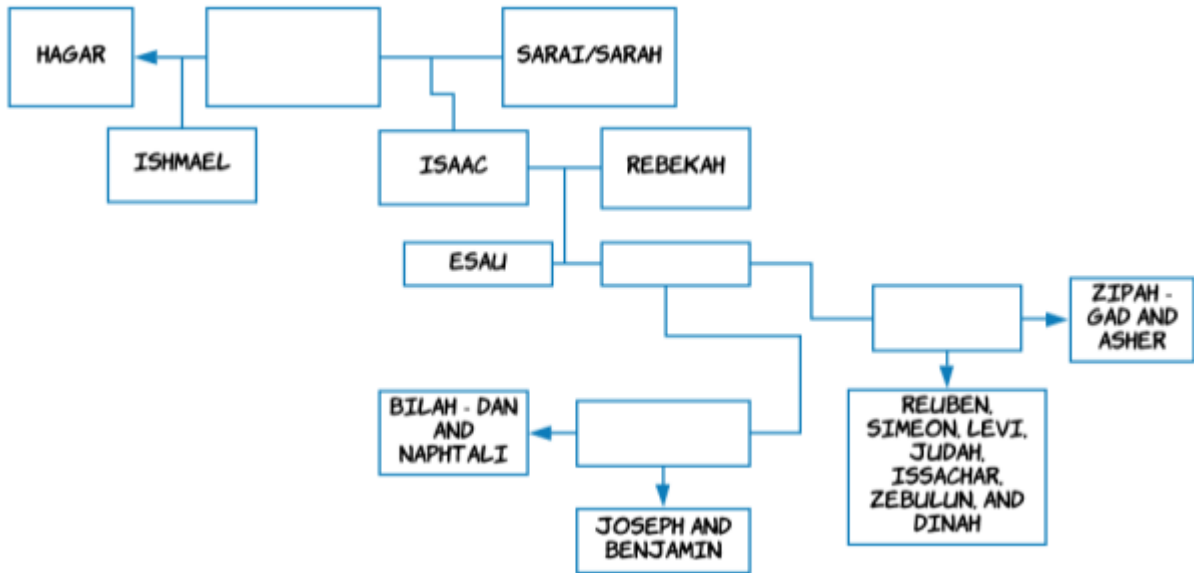 HAGAR
SARAI/SARAH
ISHMAEL
ISAAC
REBEKAH
ESAU
ZIPAH -
GAD AND
ASHER
BILAH - DAN
AND
NAPHTALI
REUBEN,
SIMEON, LEVI,
JUDAH,
ISSACHAR,
ZEBULUN, AND
DINAH
JOSEPH AND
BENJAMIN